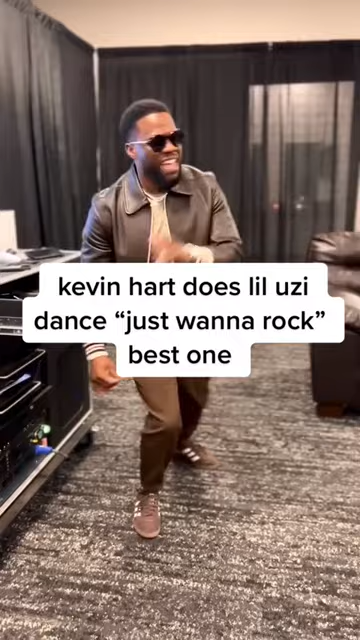 kevin hart does lil uzi
dance “just wanna rock”
best one